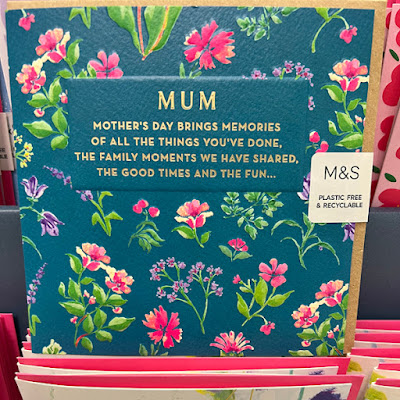 MUM
MOTHER'S DAY BRINGS MEMORIES
OF ALL THE THINGS YOU'VE DONE,
THE FAMILY MOMENTS WE HAVE SHARED,
THE GOOD TIMES AND THE FUN...
M&S
PLASTIC FREE
& RECYCLABLE